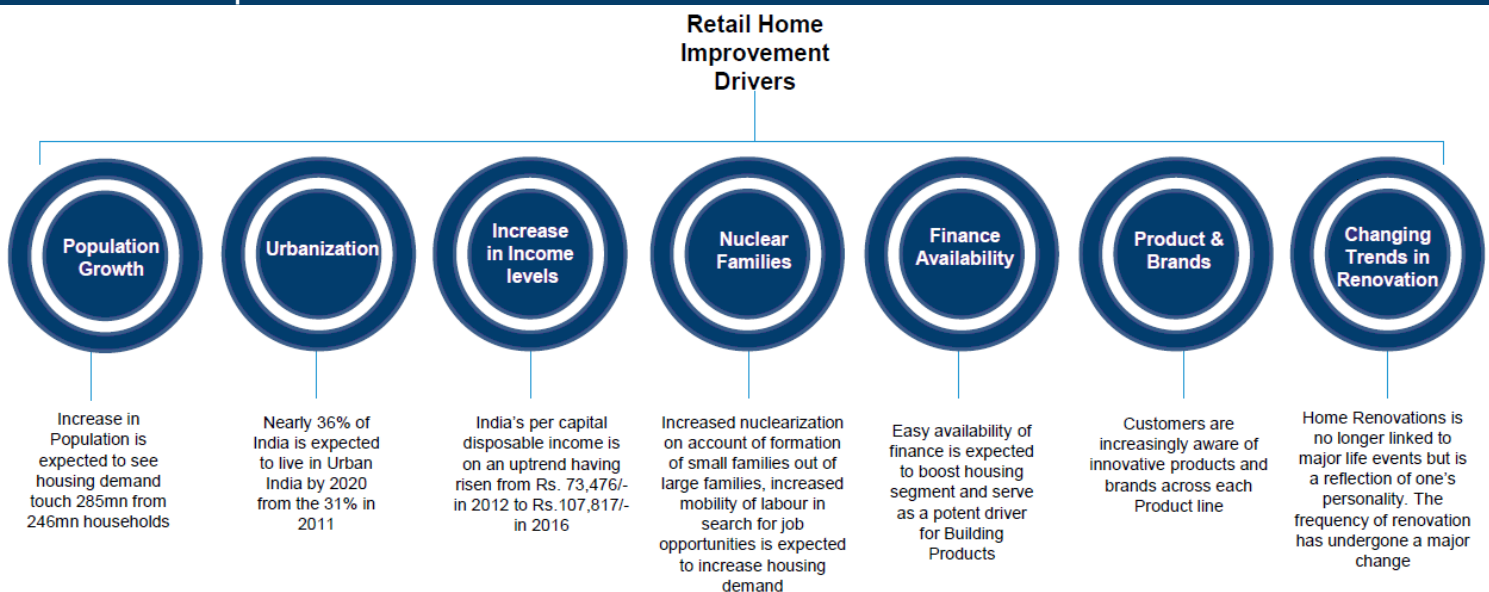 Retail Home
Improvement
Drivers
Population
Growth
Urbanization
Increase
in Income
levels
Nuclear
Families
Finance
Availability
Product &
Brands
Changing
Trends in
Renovation
Increase in
Population is
expected to see
housing demand
touch 285mn from
246mn households
Nearly 36% of
India is expected
to live in Urban
India by 2020
from the 31% in
2011
India's per capital
disposable income is
on an uptrend having
risen from Rs. 73,476/-
in 2012 to Rs.107,817/-
in 2016
Increased nuclearization
on account of formation
of small families out of
large families, increased
mobility of labour in
search for job
opportunities is expected
to increase housing
demand
Easy availability of
finance is expected
to boost housing
segment and serve
as a potent driver
for Building
Products
Customers are
increasingly aware of
innovative products and
brands across each
Product line
Home Renovations is
no longer linked to
major life events but is
a reflection of one's
personality. The
frequency of renovation
has undergone a major
change